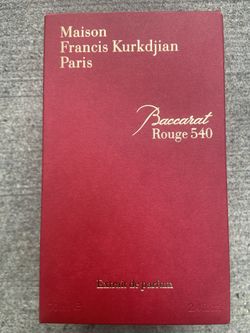 Maison
Francis Kurkdjian
Paris
Baccarat
Rouge 540
Extrait de parfum